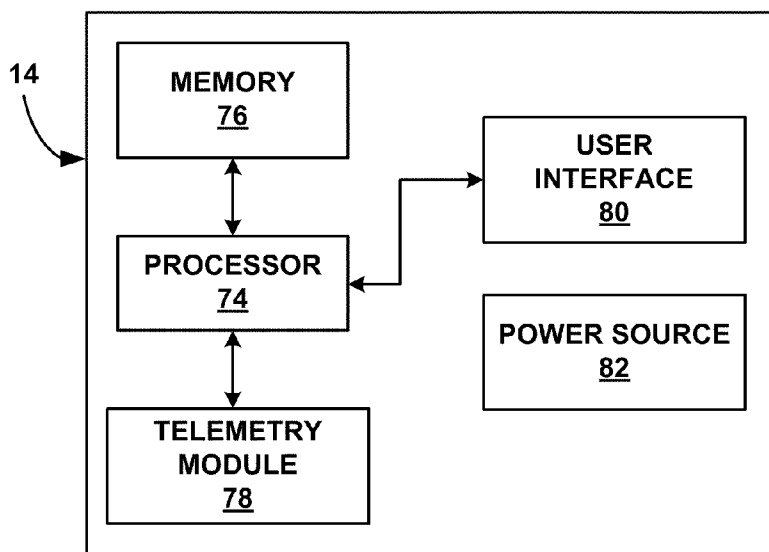 14
MEMORY
76
USER
INTERFACE
80
PROCESSOR
74
POWER SOURCE
82
TELEMETRY
MODULE
78